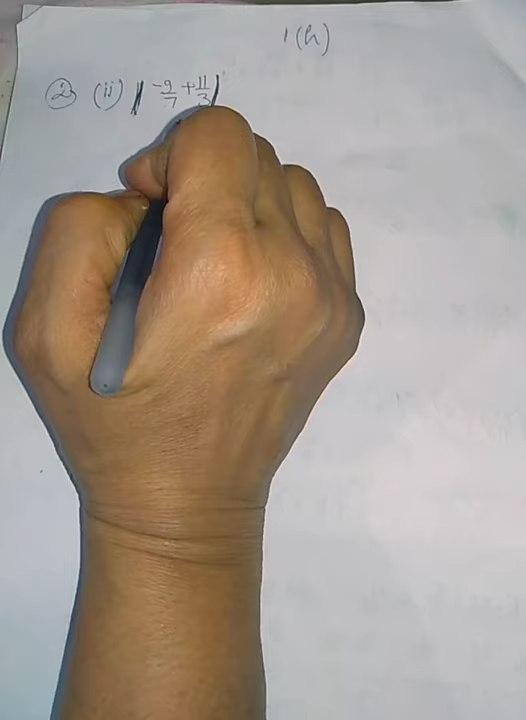 1(h)
② (ii) | -9/7 + 11/3 |